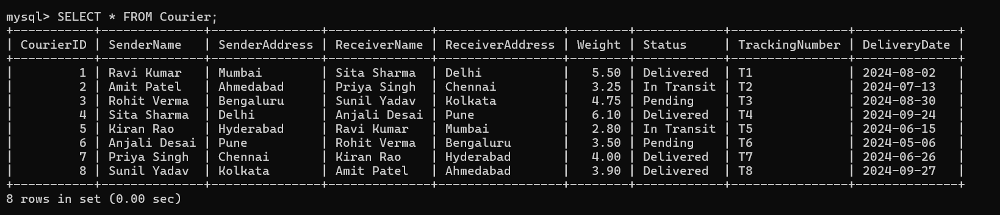 mysql> SELECT * FROM Courier;
+-----------+--------------+---------------+--------------+-----------------+--------+------------+----------------+--------------+
| CourierID | SenderName   | SenderAddress | ReceiverName | ReceiverAddress | Weight | Status     | TrackingNumber | DeliveryDate |
+-----------+--------------+---------------+--------------+-----------------+--------+------------+----------------+--------------+
|         1 | Ravi Kumar   | Mumbai        | Sita Sharma  | Delhi           |   5.50 | Delivered  | T1             | 2024-08-02   |
|         2 | Amit Patel   | Ahmedabad     | Priya Singh  | Chennai         |   3.25 | In Transit | T2             | 2024-07-13   |
|         3 | Rohit Verma  | Bengaluru     | Sunil Yadav  | Kolkata         |   4.75 | Pending    | T3             | 2024-08-30   |
|         4 | Sita Sharma  | Delhi         | Anjali Desai | Pune            |   6.10 | Delivered  | T4             | 2024-09-24   |
|         5 | Kiran Rao    | Hyderabad     | Ravi Kumar   | Mumbai          |   2.80 | In Transit | T5             | 2024-06-15   |
|         6 | Anjali Desai | Pune          | Rohit Verma  | Bengaluru       |   3.50 | Pending    | T6             | 2024-05-06   |
|         7 | Priya Singh  | Chennai       | Kiran Rao    | Hyderabad       |   4.00 | Delivered  | T7             | 2024-06-26   |
|         8 | Sunil Yadav  | Kolkata       | Amit Patel   | Ahmedabad       |   3.90 | Delivered  | T8             | 2024-09-27   |
+-----------+--------------+---------------+--------------+-----------------+--------+------------+----------------+--------------+
8 rows in set (0.00 sec)